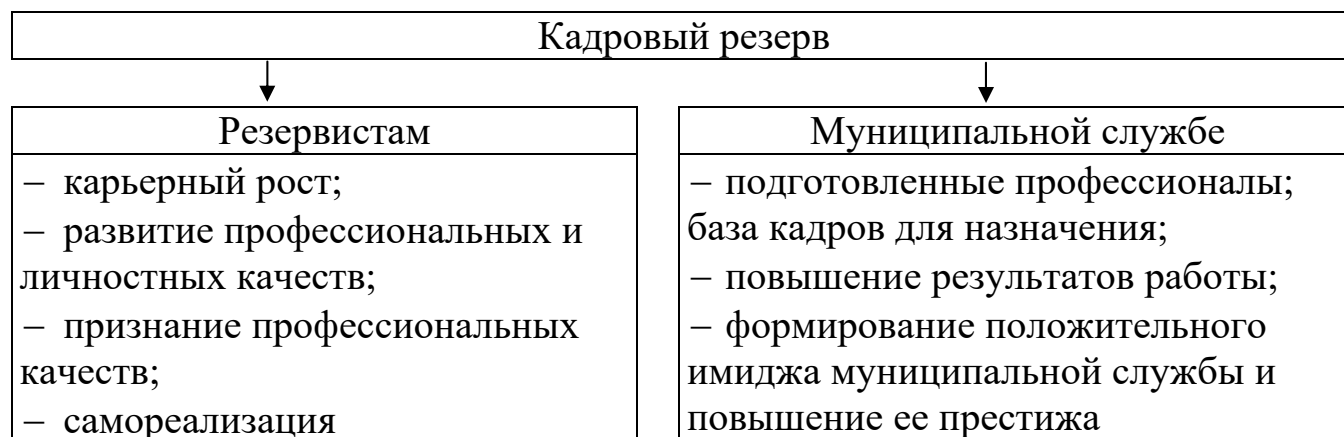 Кадровый резерв
Резервистам
– карьерный рост;
– развитие профессиональных и
личностных качеств;
– признание профессиональных
качеств;
– самореализация
Муниципальной службе
– подготовленные профессионалы;
база кадров для назначения;
– повышение результатов работы;
– формирование положительного
имиджа муниципальной службы и
повышение ее престижа